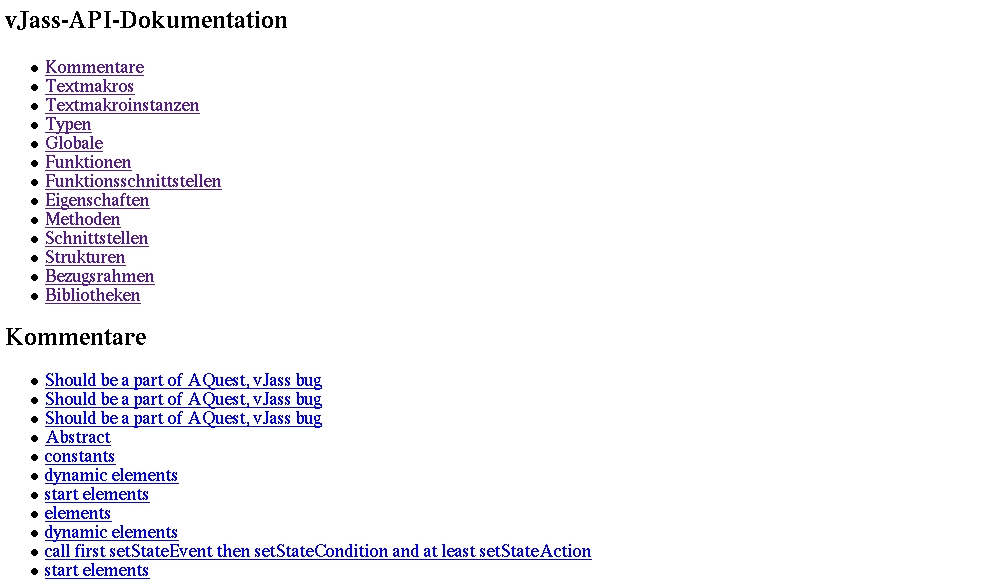 vJass-API-Dokumentation
Kommentare
Textmakros
Textmakroinstanzen
Typen
Globale
Funktionen
Funktionsschnittstellen
Eigenschaften
Methoden
Schnittstellen
Strukturen
Bezugsrahmen
Bibliotheken
Kommentare
Should be a part of AQuest, vJass bug
Should be a part of AQuest, vJass bug
Should be a part of AQuest, vJass bug
Abstract
constants
dynamic elements
start elements
elements
dynamic elements
call first setStateEvent then setStateCondition and at least setStateAction
start elements